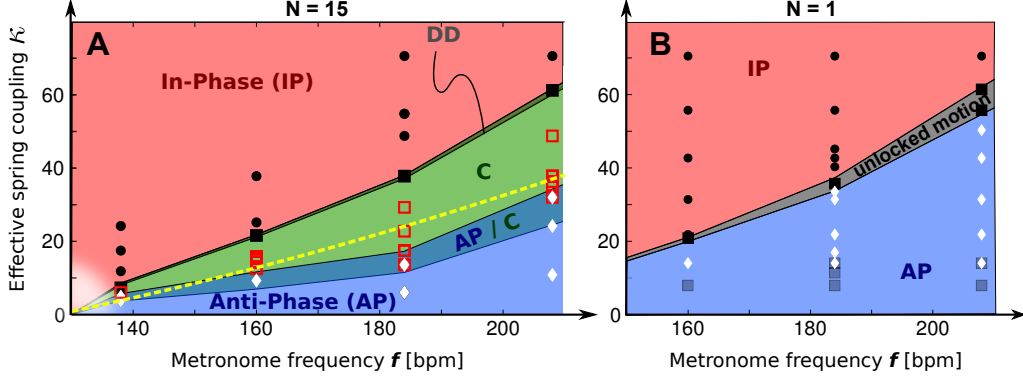 N = 15
N = 1
Effective spring coupling 𝒦
A
DD
In-Phase (IP)
C
AP / C
Anti-Phase (AP)
0
20
40
60
140
160
180
200
Metronome frequency f [bpm]
B
IP
unlocked motion
AP
0
20
40
60
160
180
200
Metronome frequency f [bpm]